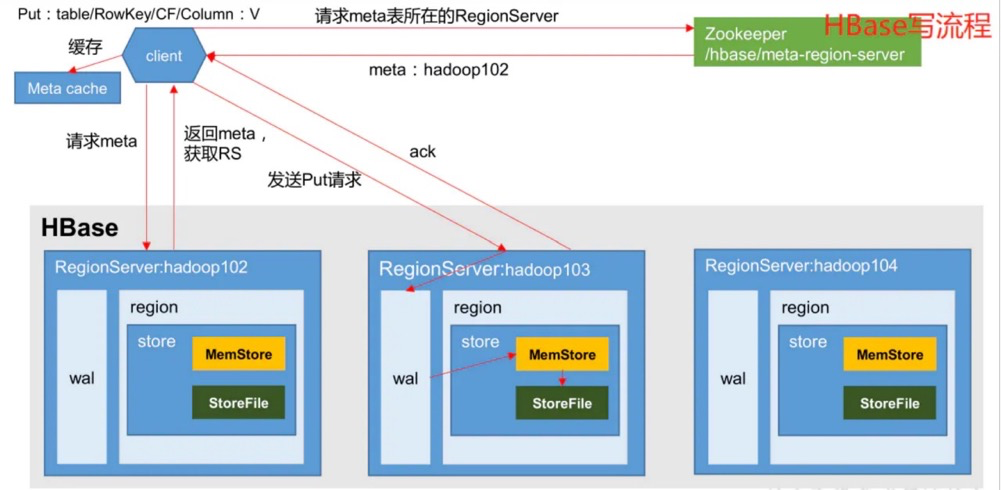 Put：table/RowKey/CF/Column：V
请求meta表所在的RegionServer
HBase写流程
Zookeeper
/hbase/meta-region-server
缓存
client
meta：hadoop102
Meta cache
请求meta
返回meta，
获取RS
ack
发送Put请求
HBase
RegionServer:hadoop102
wal
region
store
MemStore
StoreFile
RegionServer:hadoop103
wal
region
store
MemStore
StoreFile
RegionServer:hadoop104
wal
region
store
MemStore
StoreFile